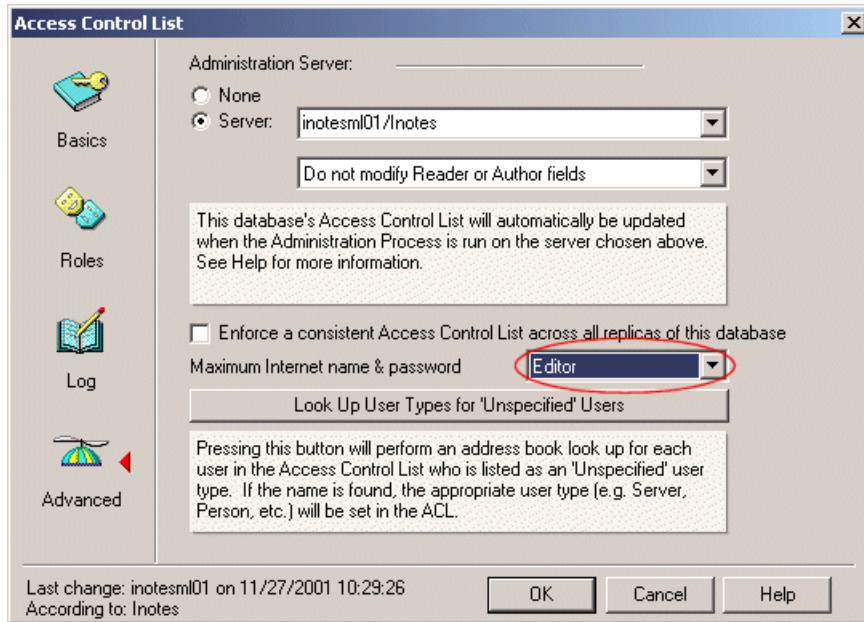 Access Control List
Administration Server:
None
Server:
inotesml01/Inotes
Basics
Do not modify Reader or Author fields
This database's Access Control List will automatically be updated
when the Administration Process is run on the server chosen above.
See Help for more information.
Roles
Enforce a consistent Access Control List across all replicas of this database
Maximum Internet name & password
Editor
Log
Look Up User Types for 'Unspecified' Users
Pressing this button will perform an address book look up for each
user in the Access Control List who is listed as an 'Unspecified' user
type. If the name is found, the appropriate user type (e.g. Server,
Person, etc.) will be set in the ACL.
Advanced
Last change: inotesml01 on 11/27/2001 10:29:26
According to: Inotes
OK
Cancel
Help